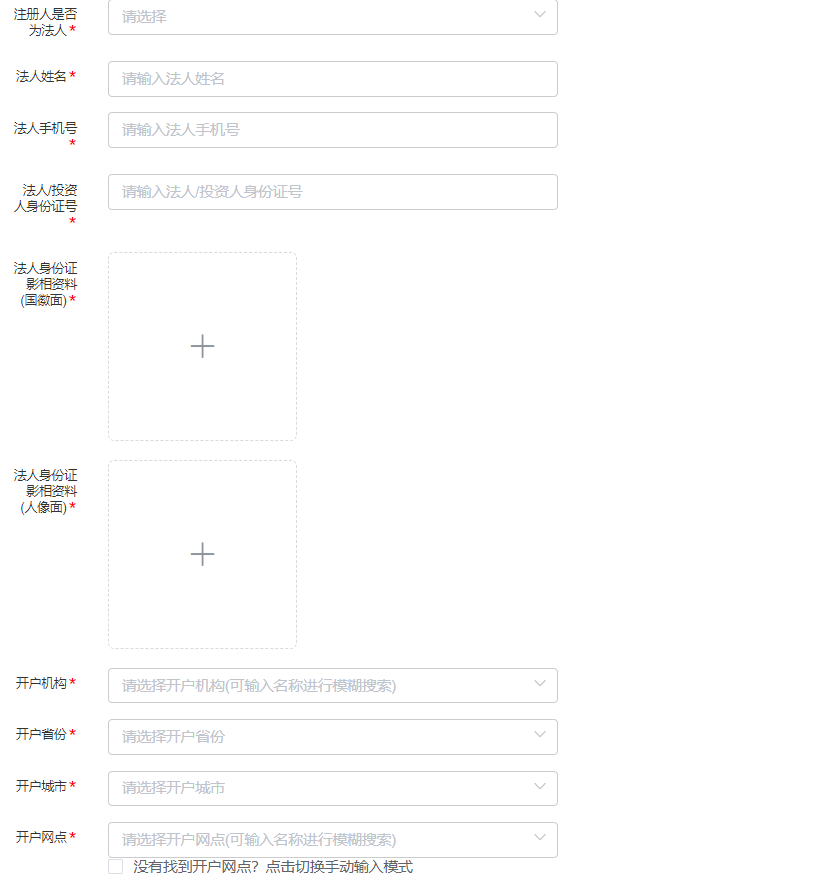 注册人是否
为法人*
请选择
法人姓名*
请输入法人姓名
法人手机号
*
请输入法人手机号
法人/投资
人身份证号
*
请输入法人/投资人身份证号
法人身份证
影相资料
(国徽面)*
法人身份证
影相资料
(人像面)*
开户机构*
请选择开户机构(可输入名称进行模糊搜索)
开户省份*
请选择开户省份
开户城市*
请选择开户城市
开户网点*
请选择开户网点(可输入名称进行模糊搜索)
没有找到开户网点？点击切换手动输入模式